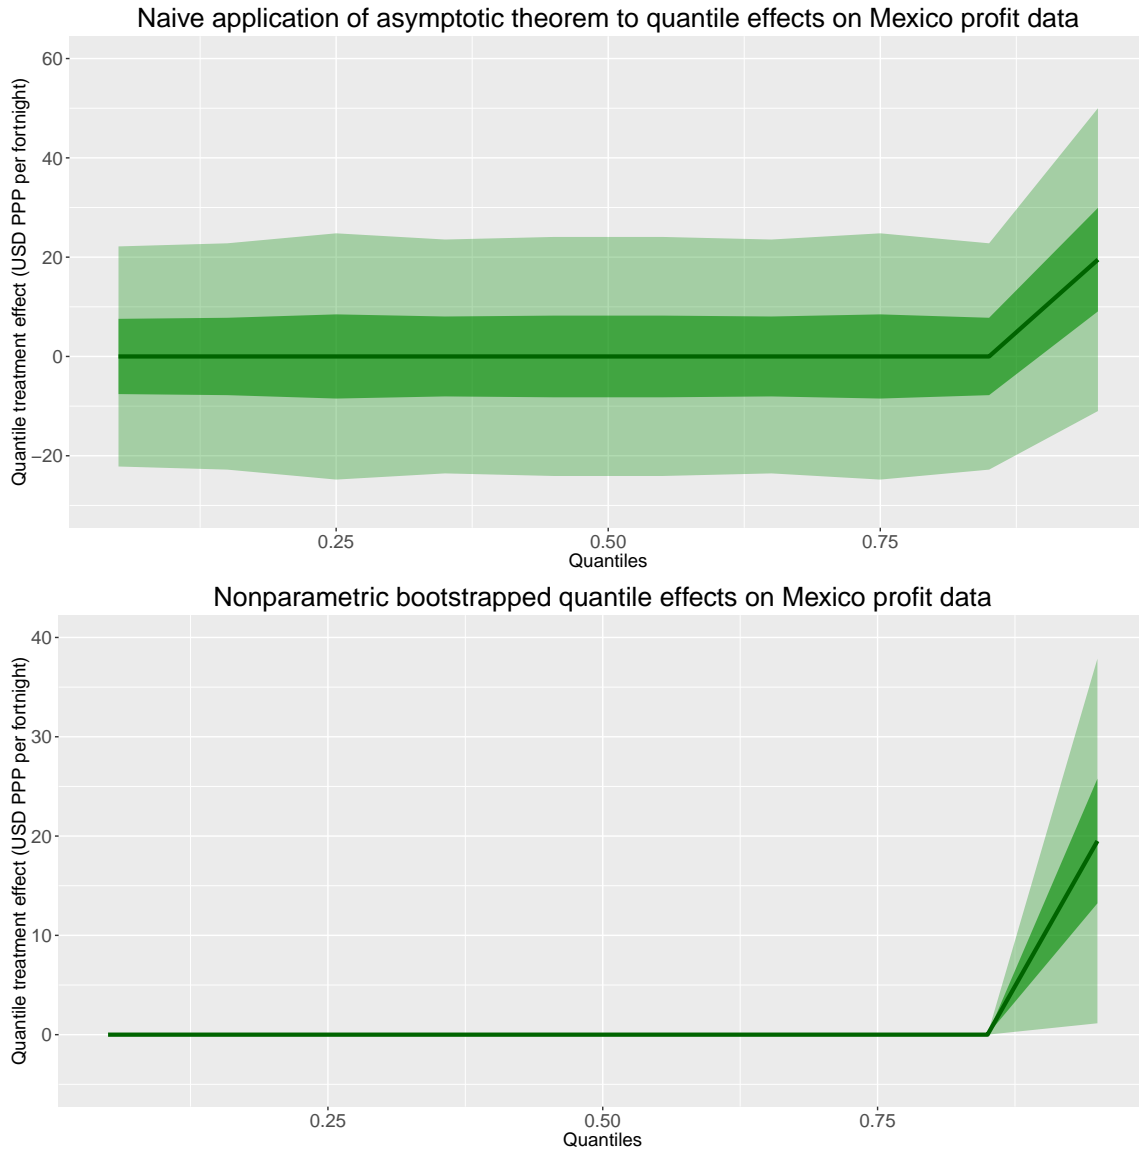 Naive application of asymptotic theorem to quantile effects on Mexico profit data
Quantile treatment effect (USD PPP per fortnight)
60
40
20
0
−20
0.25 0.50 0.75
Quantiles
Nonparametric bootstrapped quantile effects on Mexico profit data
Quantile treatment effect (USD PPP per fortnight)
40
30
20
10
0
0.25 0.50 0.75
Quantiles